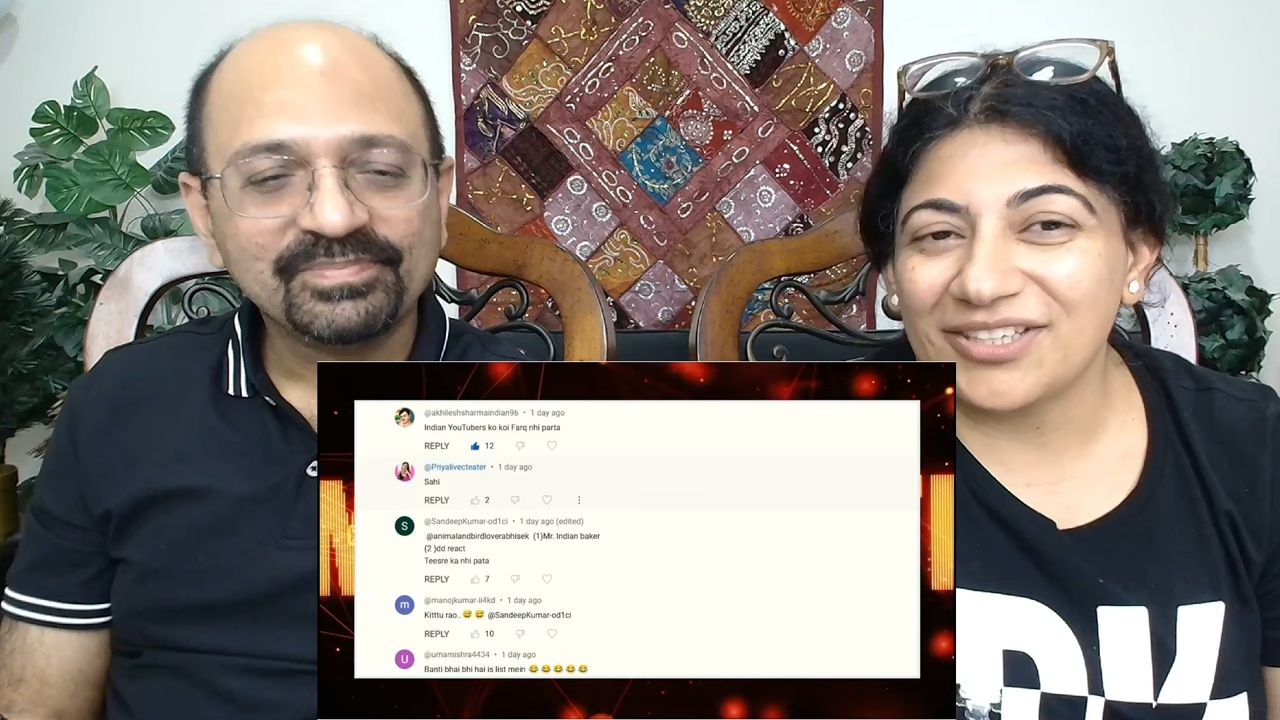 @akhileshsharmaindian96 • 1 day ago
Indian YouTubers ko koi Farq nhi parta
REPLY 12
@Priyalivecteater • 1 day ago
Sahi
REPLY 2
S
@SandeepKumar-od1ci • 1 day ago (edited)
@animalandbirdloverabhisek (1)Mr. Indian baker
(2 )dd react
Teesre ka nhi pata
REPLY 7
m
@manojkumar-ii4kd • 1 day ago
Kitttu rao.. 😅 😅 @SandeepKumar-od1ci
REPLY 10
U
@umamishra4434 • 1 day ago
Banti bhai bhi hai is list mein 😂 😂 😂 😂 😂